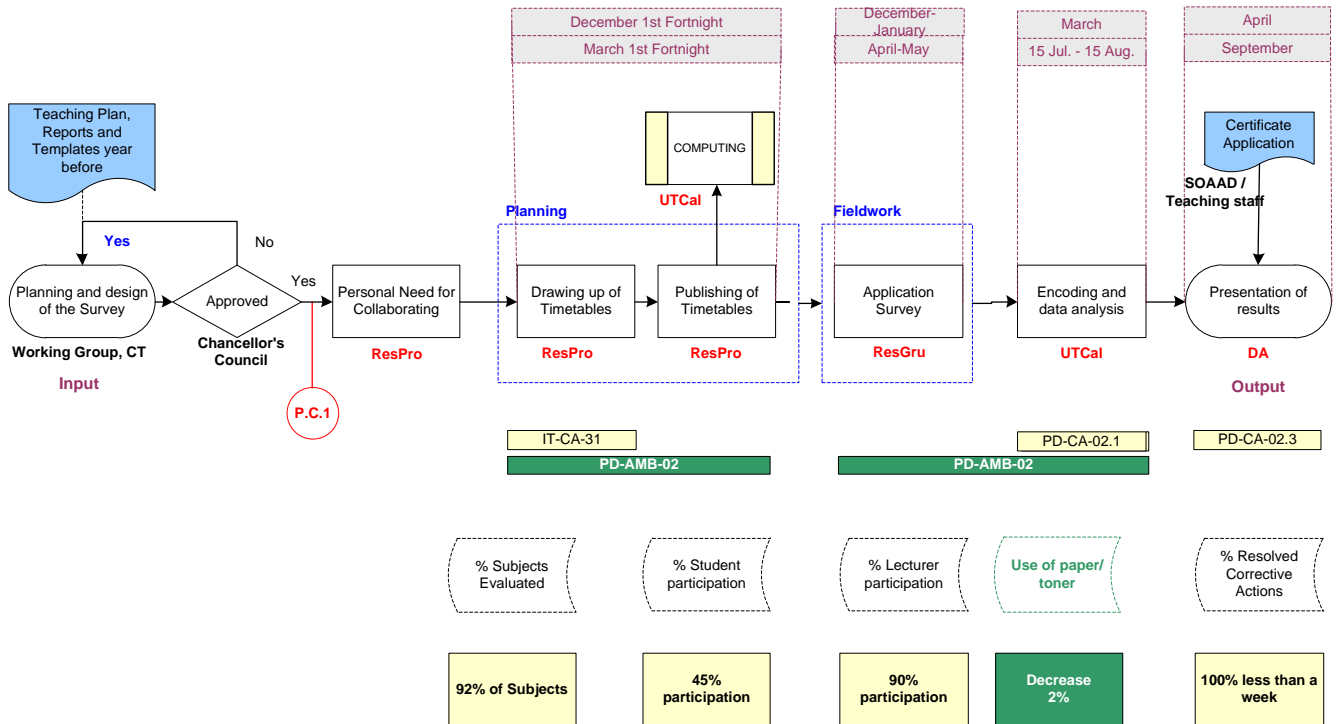 December 1st Fortnight
March 1st Fortnight
December-
January
April-May
March
15 Jul. - 15 Aug.
April
September
Teaching Plan,
Reports and
Templates year
before
COMPUTING
UTCal
Certificate
Application
SOAAD /
Teaching staff
Planning
Fieldwork
Yes
No
Yes
Planning and design
of the Survey
Working Group, CT
Input
Approved
Chancellor's
Council
P.C.1
Personal Need for
Collaborating
ResPro
Drawing up of
Timetables
ResPro
Publishing of
Timetables
ResPro
Application
Survey
ResGru
Encoding and
data analysis
UTCal
Presentation of
results
DA
Output
IT-CA-31
PD-AMB-02
PD-CA-02.1
PD-AMB-02
PD-CA-02.3
% Subjects
Evaluated
% Student
participation
% Lecturer
participation
Use of paper/
toner
% Resolved
Corrective
Actions
92% of Subjects
45%
participation
90%
participation
Decrease
2%
100% less than a
week